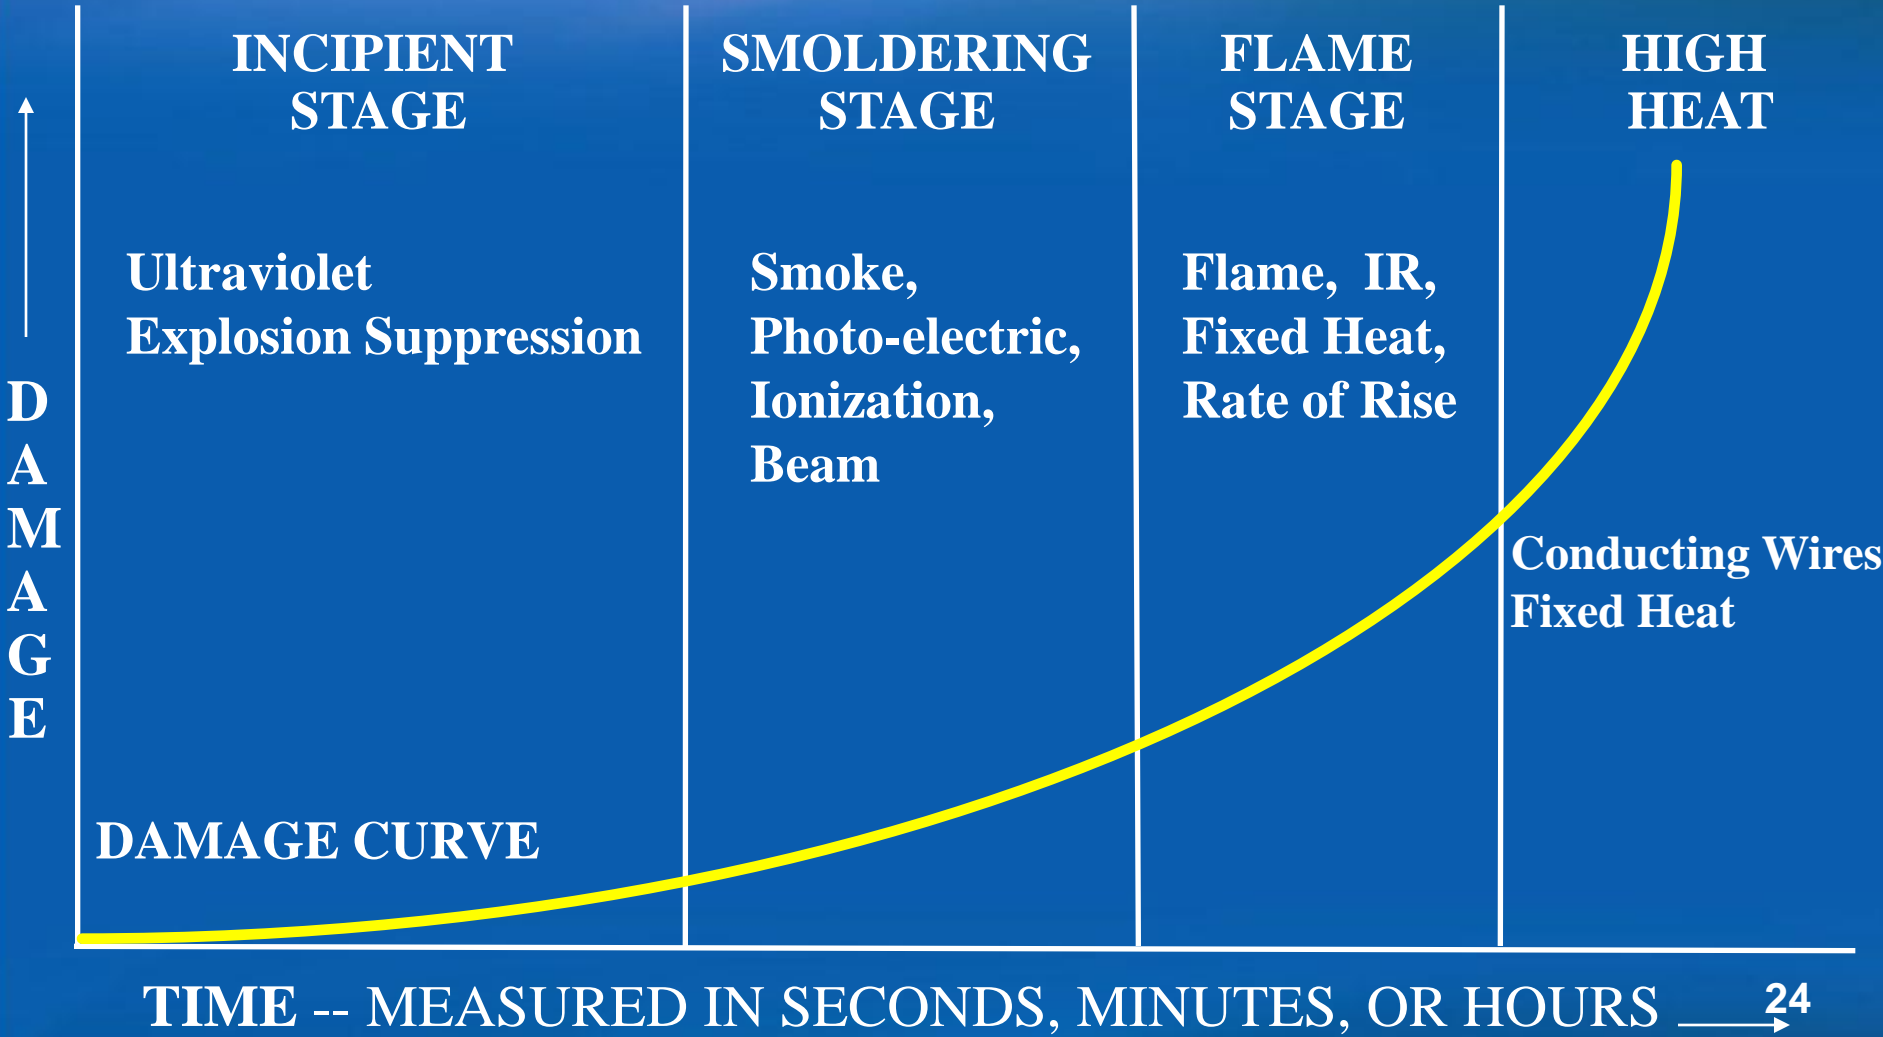 INCIPIENT
STAGE
SMOLDERING
STAGE
FLAME
STAGE
HIGH
HEAT
Ultraviolet
Explosion Suppression
Smoke,
Photo-electric,
Ionization,
Beam
Flame, IR,
Fixed Heat,
Rate of Rise
Conducting Wires
Fixed Heat
DAMAGE
DAMAGE CURVE
TIME -- MEASURED IN SECONDS, MINUTES, OR HOURS
24